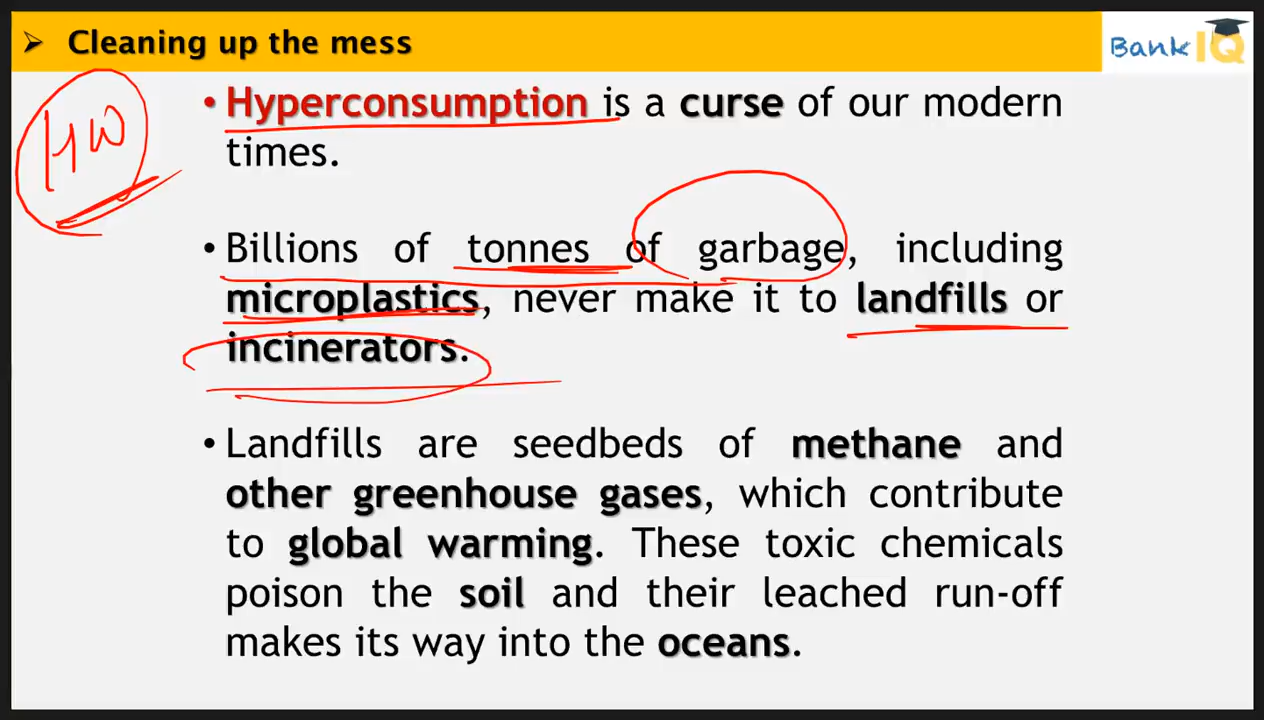 ➢ Cleaning up the mess
Bank IQ
HW
• Hyperconsumption is a curse of our modern
times.
• Billions of tonnes of garbage, including
microplastics, never make it to landfills or
incinerators.
• Landfills are seedbeds of methane and
other greenhouse gases, which contribute
to global warming. These toxic chemicals
poison the soil and their leached run-off
makes its way into the oceans.